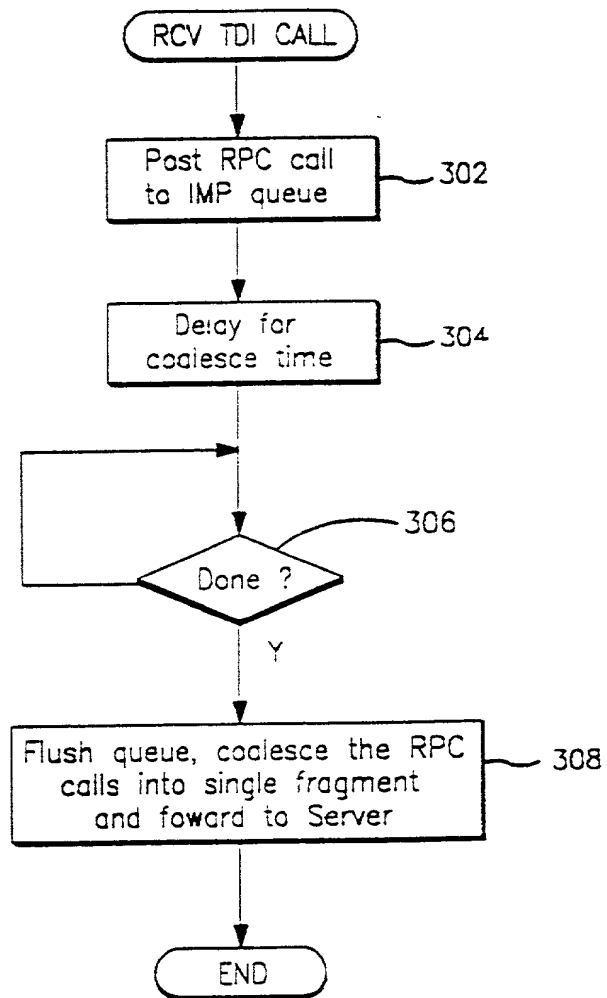 RCV TDI CALL
Post RPC call
to IMP queue
302
Delay for
coalesce time
304
306
Done ?
Y
Flush queue, coalesce the RPC
calls into single fragment
and foward to Server
308
END